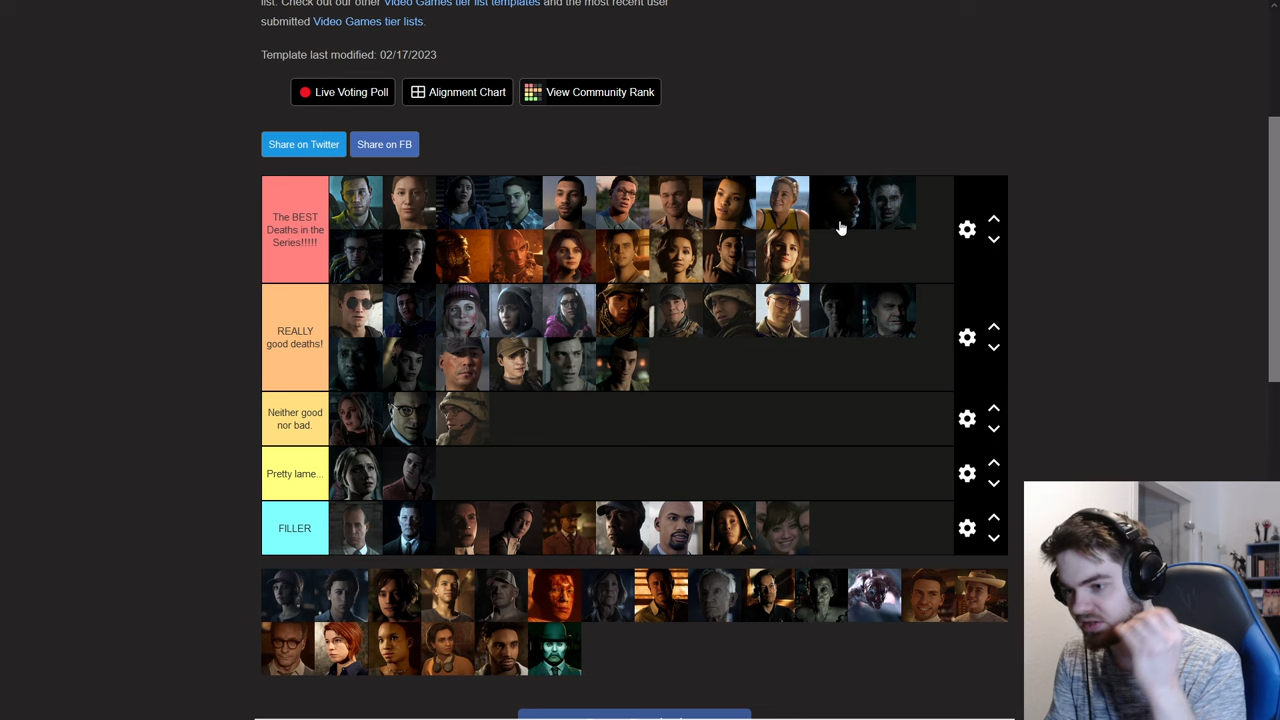 list. Check out our other Video Games tier list templates and the most recent user
submitted Video Games tier lists.
Template last modified: 02/17/2023
Live Voting Poll
Alignment Chart
View Community Rank
Share on Twitter
Share on FB
The BEST
Deaths in the
Series!!!!!
REALLY
good deaths!
Neither good
nor bad.
Pretty lame...
FILLER